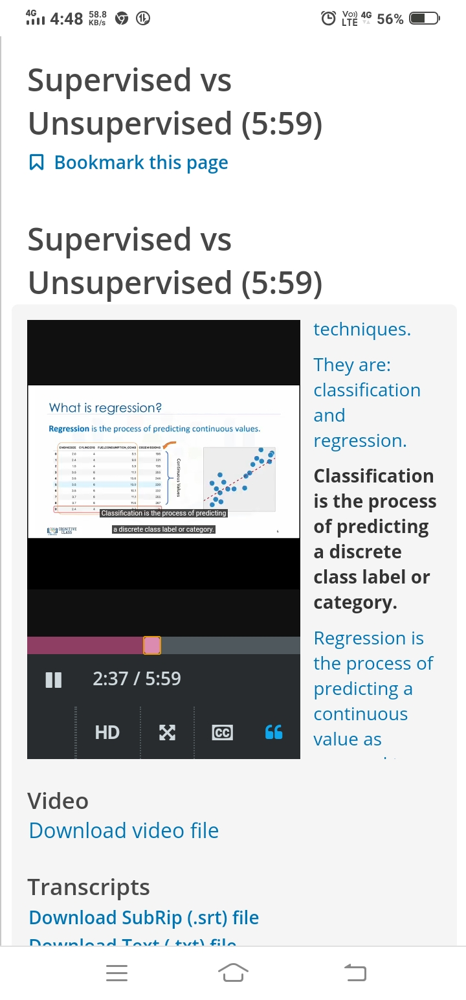 4G 4:48 58.8 KB/s Vo)) LTE 4G 56%
Supervised vs
Unsupervised (5:59)
Bookmark this page
Supervised vs
Unsupervised (5:59)
What is regression?
Regression is the process of predicting continuous values.
ENGINESIZE CYLINDERS FUELCONSUMPTION_COMB CO2EMISSIONS
0 2.0 4 8.5 196
1 2.4 4 9.6 221
2 1.5 4 5.9 136
3 3.5 6 11.1 255
4 3.5 6 10.6 244
5 3.5 6 10.0 230
6 3.5 6 10.1 232
7 3.7 6 11.1 255
8 3.7 6 11.6 267
9 2.4 4
Continuous Values
Classification is the process of predicting
a discrete class label or category.
COGNITIVE
CLASS
2:37 / 5:59
HD CC
techniques.
They are:
classification
and
regression.
Classification
is the process
of predicting
a discrete
class label or
category.
Regression is
the process of
predicting a
continuous
value as
Video
Download video file
Transcripts
Download SubRip (.srt) file
Download Text (.txt) file